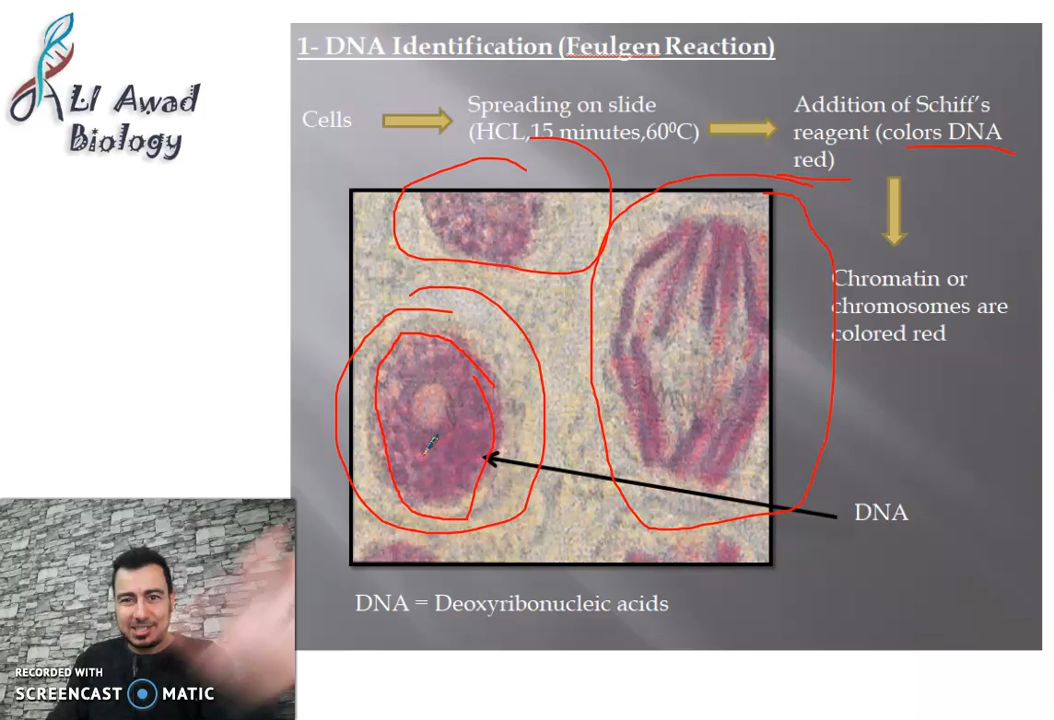 ALI Awad
Biology
1- DNA Identification (Feulgen Reaction)
Cells
Spreading on slide
(HCL,15 minutes,60⁰C)
Addition of Schiff's
reagent (colors DNA
red)
Chromatin or
chromosomes are
colored red
DNA
DNA = Deoxyribonucleic acids
RECORDED WITH
SCREENCAST MATIC